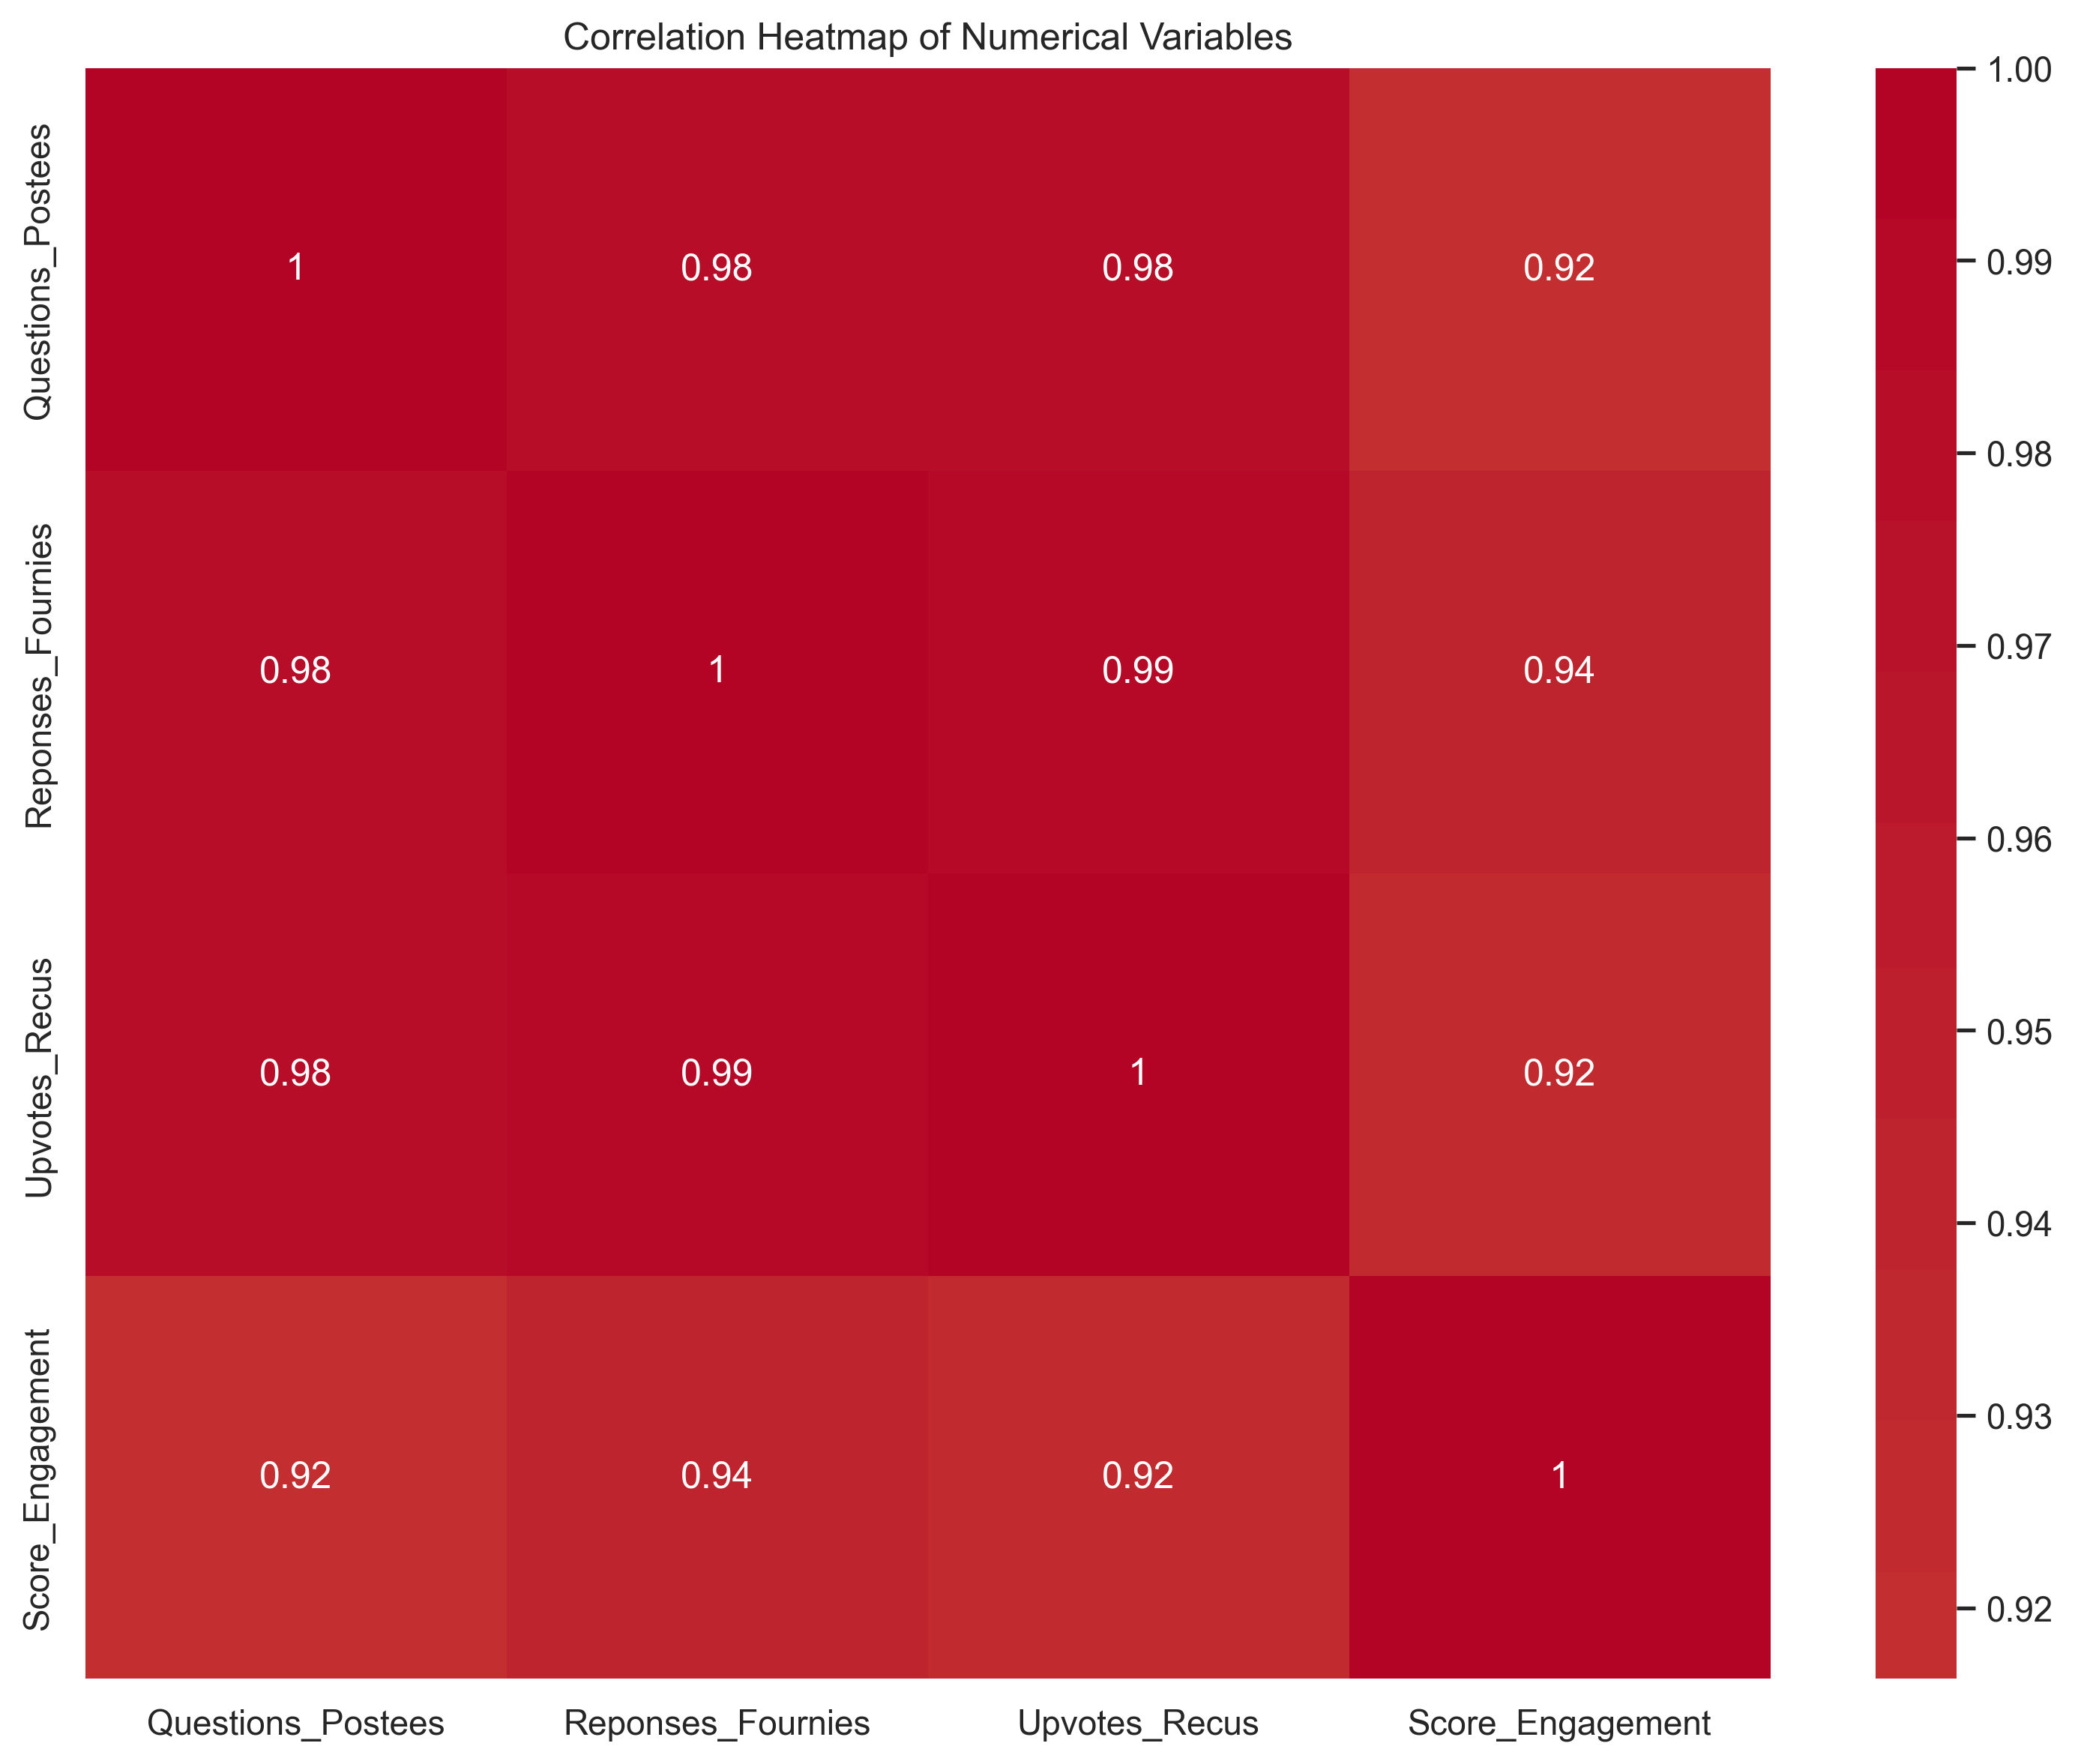 Correlation Heatmap of Numerical Variables
Questions_Postees
1 0.98 0.98 0.92
Reponses_Fournies
0.98 1 0.99 0.94
Upvotes_Recus
0.98 0.99 1 0.92
Score_Engagement
0.92 0.94 0.92 1
Questions_Postees Reponses_Fournies Upvotes_Recus Score_Engagement
1.00
0.99
0.98
0.97
0.96
0.95
0.94
0.93
0.92